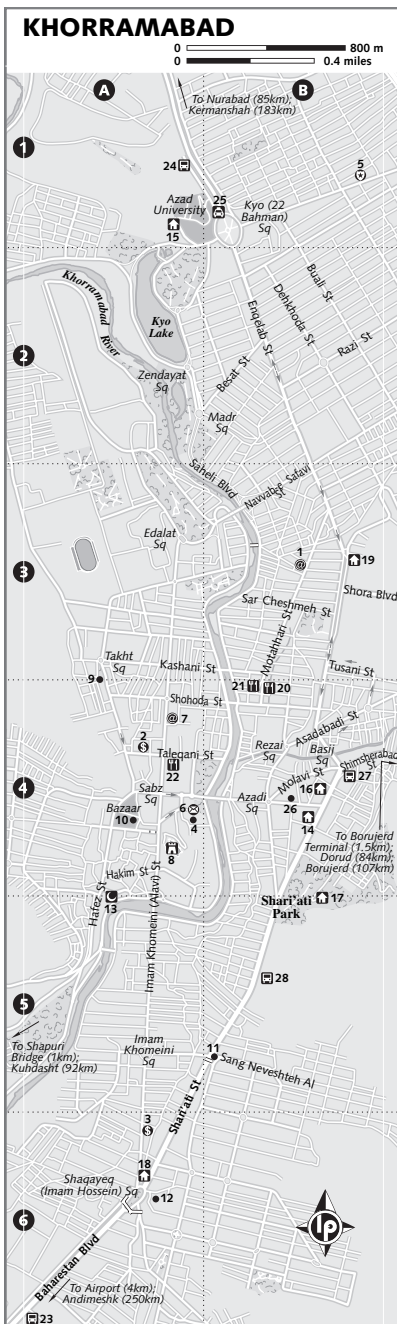 KHORRAMABAD
0 800 m
0 0.4 miles
A
B
To Nurabad (85km);
Kermanshah (183km)
1
24
5
Azad
University
25
Kyo (22
Bahman)
Sq
15
Khorramabad
River
Kyo
Lake
2
Enqelab St
Dehkhoda St
Buali St
Razi St
Besat St
Zendayat
Sq
Madr
Sq
Saheli Blvd
Navvab-e Safavi
St
Edalat
Sq
3
1
@
19
Shora Blvd
Sar Cheshmeh St
Motahhari St
Takht
Sq
Kashani St
Tusani St
9
21
20
Shohoda St
@ 7
Asadabadi St
2
$
Taleqani St
Rezai
Sq
Basij
Sq
Shimsherabad
St
4
22
Molavi St
27
16
Sabz
Sq
6
Azadi
Sq
26
Bazaar
10
4
14
8
To Borujerd
Terminal (1.5km);
Dorud (84km);
Borujerd (107km)
Hakim St
Hafez St
13
Imam Khomeini (Alavi) St
Shari'ati
Park
17
28
5
To Shapuri
Bridge (1km);
Kuhdasht (92km)
Imam
Khomeini
Sq
11
Sang Neveshteh Al
Shari'ati St
3
$
18
Shaqayeq
(Imam Hossein) Sq
12
6
lp
Baharestan Blvd
To Airport (4km);
Andimeshk (250km)
23